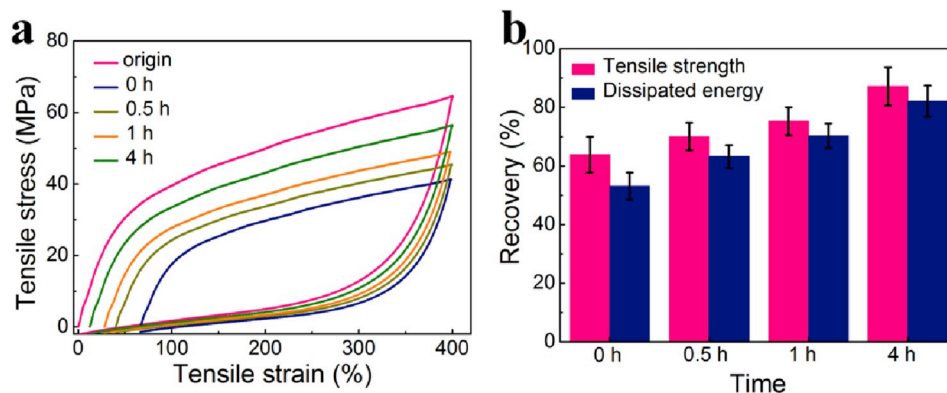 a
80
60
40
20
0
Tensile stress (MPa)
origin
0 h
0.5 h
1 h
4 h
0 100 200 300 400
Tensile strain (%)
b
100
80
60
40
20
0
Recovery (%)
Tensile strength
Dissipated energy
0 h 0.5 h 1 h 4 h
Time